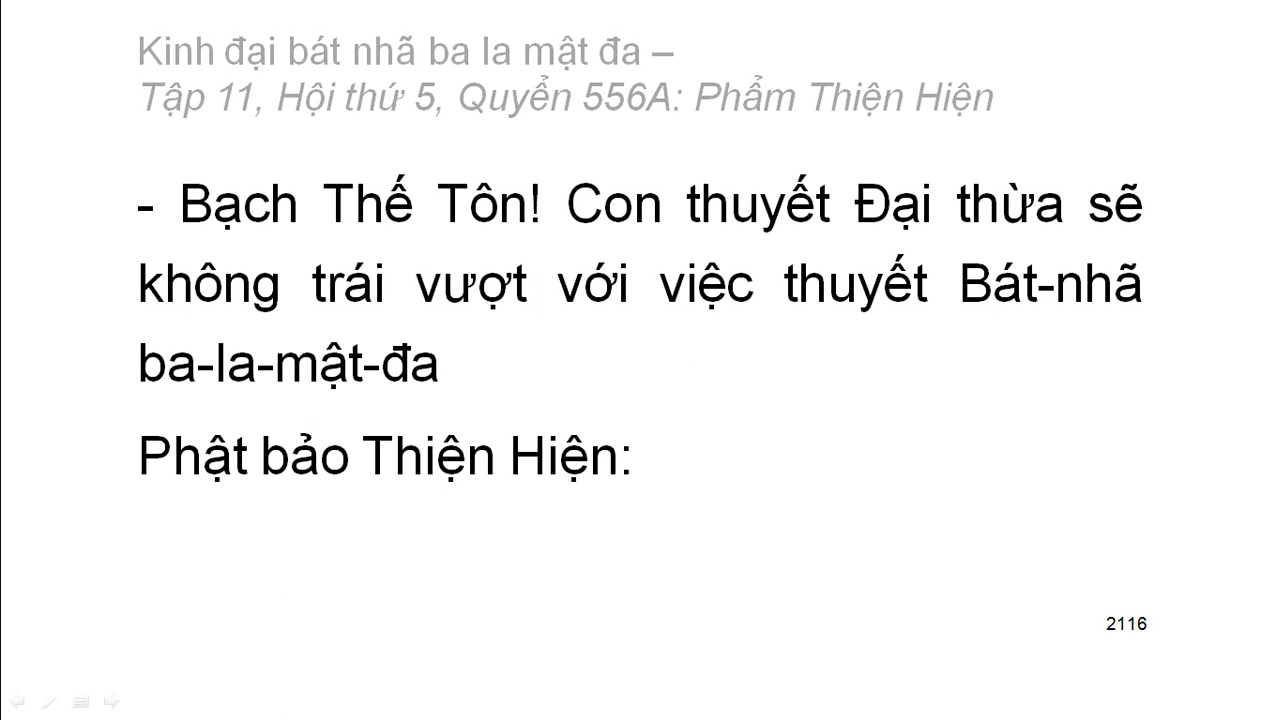 Kinh đại bát nhã ba la mật đa –
Tập 11, Hội thứ 5, Quyển 556A: Phẩm Thiện Hiện
- Bạch Thế Tôn! Con thuyết Đại thừa sẽ
không trái vượt với việc thuyết Bát-nhã
ba-la-mật-đa
Phật bảo Thiện Hiện:
2116